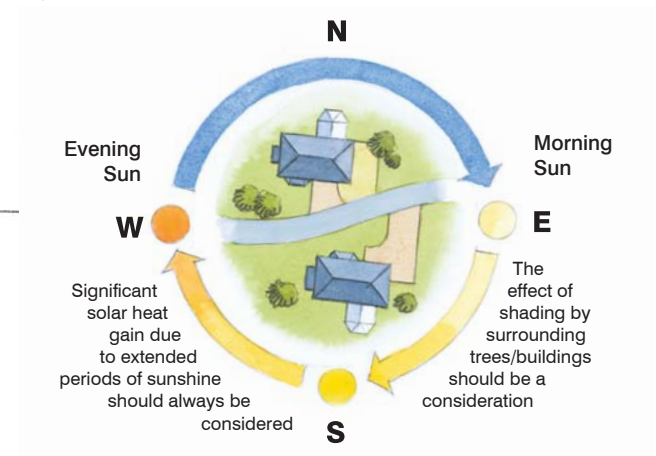 N
Evening
Sun
Morning
Sun
W
E
Significant
solar heat
gain due
to extended
periods of sunshine
should always be
considered
The
effect of
shading by
surrounding
trees/buildings
should be a
consideration
S